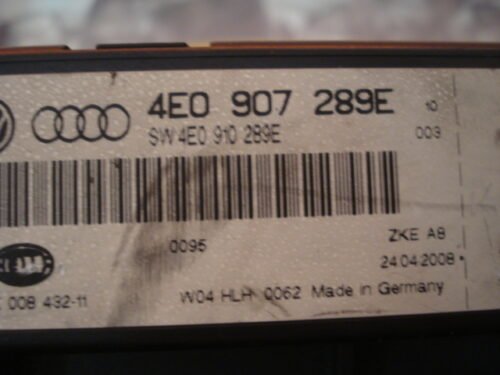 4E0 907 289E 10
SW 4E0 910 289E 003
0095 ZKE A8
24.04.2008
008 432-11 W04 HLH 0062 Made in Germany